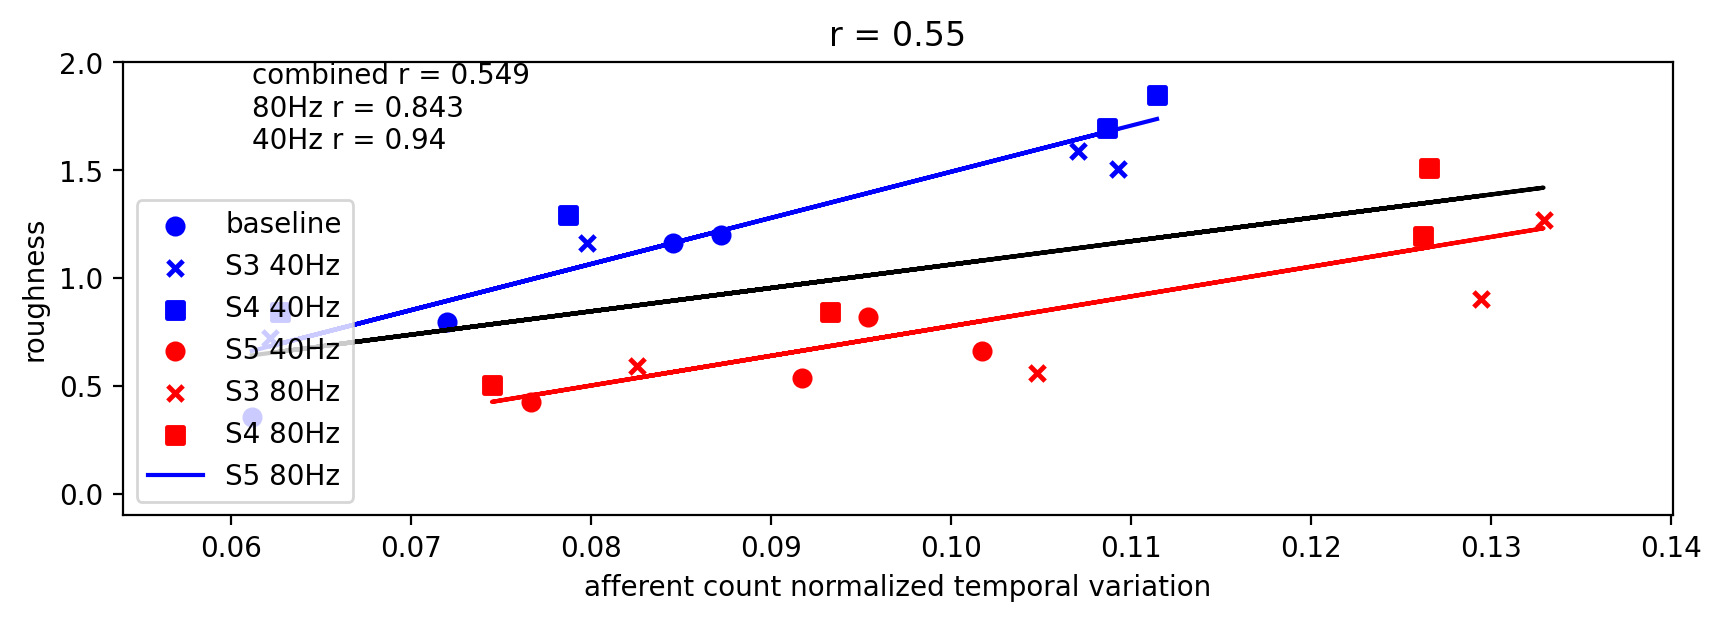 r = 0.55
combined r = 0.549
80Hz r = 0.843
40Hz r = 0.94
2.0
1.5
1.0
0.5
0.0
roughness
baseline
S3 40Hz
S4 40Hz
S5 40Hz
S3 80Hz
S4 80Hz
S5 80Hz
0.06 0.07 0.08 0.09 0.10 0.11 0.12 0.13 0.14
afferent count normalized temporal variation